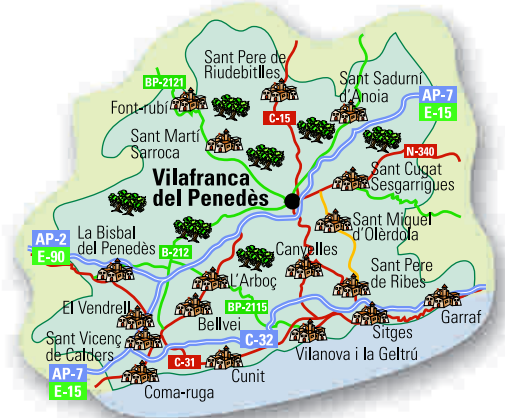 Sant Pere de
Riudebitlles
BP-2121
Sant Sadurní
d'Anoia
AP-7
E-15
Font-rubí
C-15
Sant Martí
Sarroca
N-340
Vilafranca
del Penedès
Sant Cugat
Sesgarrigues
Sant Miquel
d'Olèrdola
AP-2
E-90
La Bisbal
del Penedès
B-212
Canyelles
L'Arboç
Sant Pere
de Ribes
El Vendrell
BP-2115
Bellvei
Garraf
Sitges
Sant Vicenç
de Calders
C-32
Vilanova i la Geltrú
C-31
AP-7
E-15
Cunit
Coma-ruga